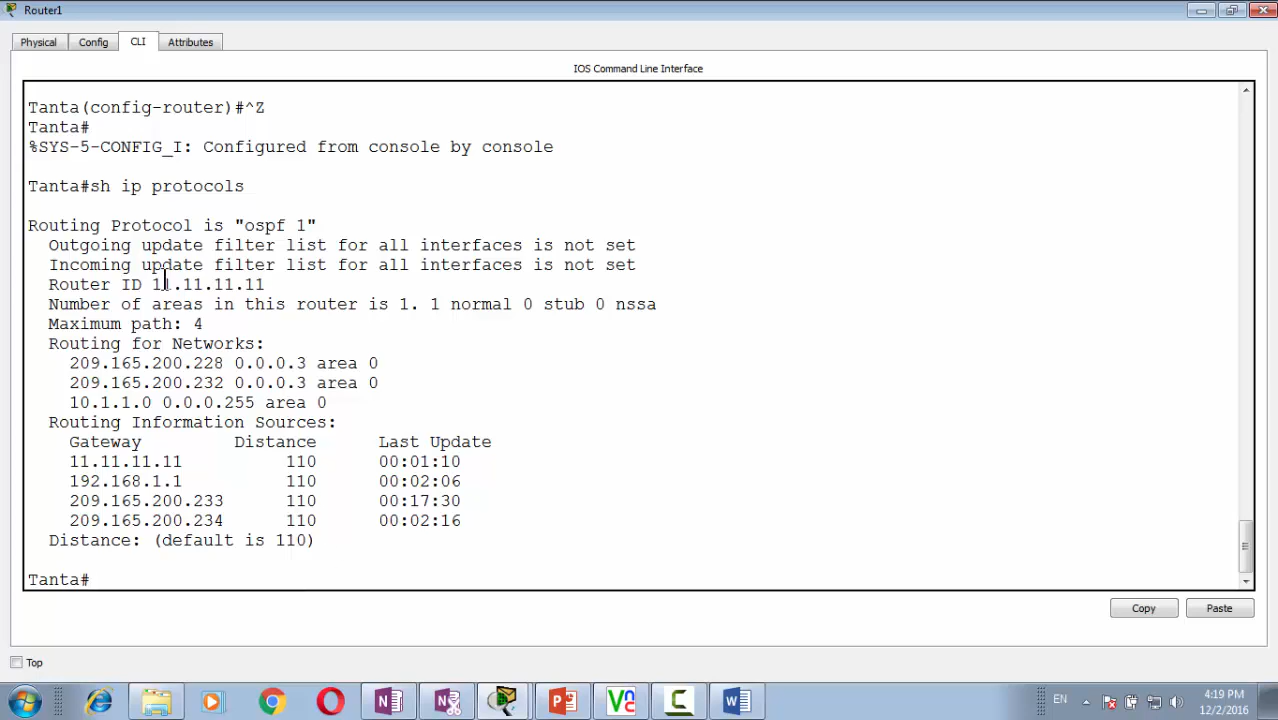 Router1
Physical Config CLI Attributes
IOS Command Line Interface
Tanta(config-router)#^Z
Tanta#
%SYS-5-CONFIG_I: Configured from console by console
Tanta#sh ip protocols
Routing Protocol is "ospf 1"
Outgoing update filter list for all interfaces is not set
Incoming update filter list for all interfaces is not set
Router ID 11.11.11.11
Number of areas in this router is 1. 1 normal 0 stub 0 nssa
Maximum path: 4
Routing for Networks:
209.165.200.228 0.0.0.3 area 0
209.165.200.232 0.0.0.3 area 0
10.1.1.0 0.0.0.255 area 0
Routing Information Sources:
Gateway Distance Last Update
11.11.11.11 110 00:01:10
192.168.1.1 110 00:02:06
209.165.200.233 110 00:17:30
209.165.200.234 110 00:02:16
Distance: (default is 110)
Tanta#
Copy Paste
Top
EN 4:19 PM
12/2/2016